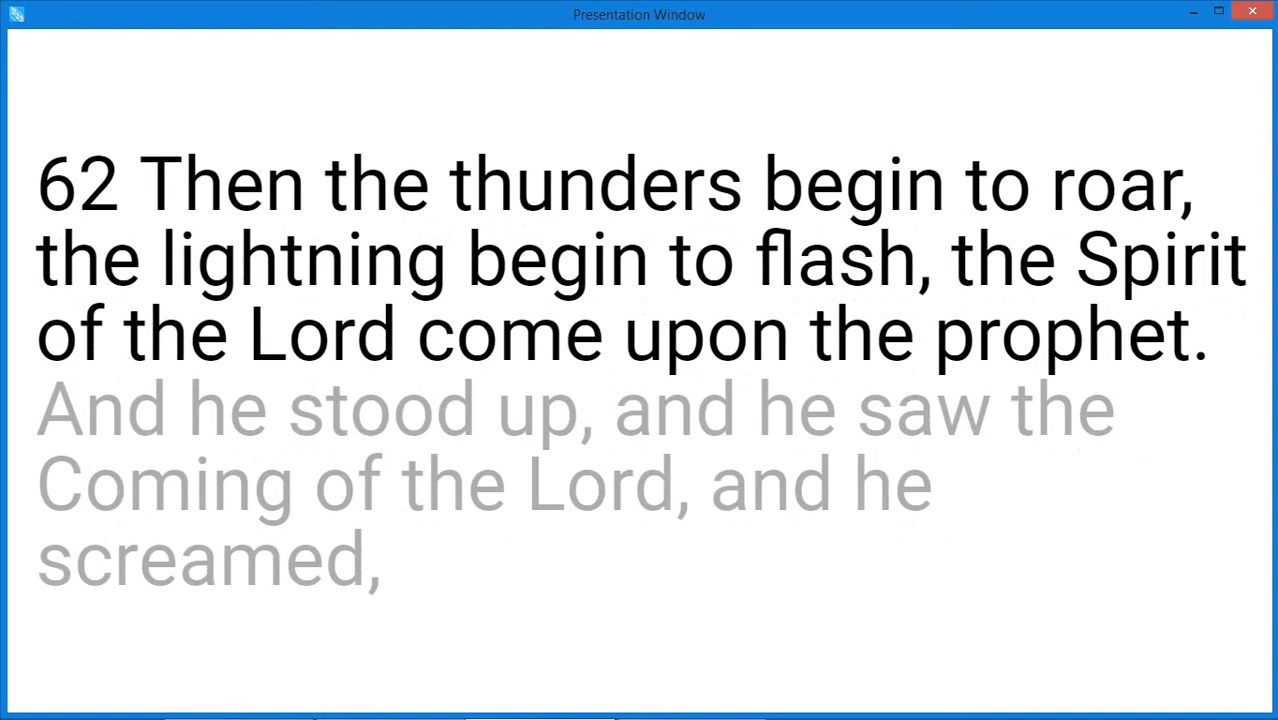 Presentation Window
62 Then the thunders begin to roar,
the lightning begin to flash, the Spirit
of the Lord come upon the prophet.
And he stood up, and he saw the
Coming of the Lord, and he
screamed,